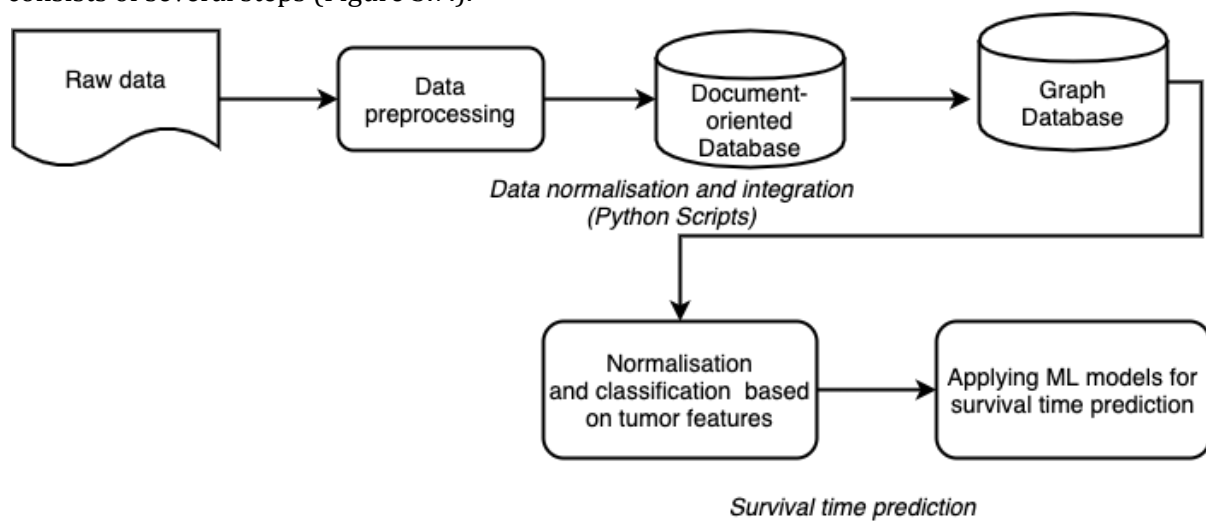 Raw data
Data
preprocessing
Document-
oriented
Database
Graph
Database
Data normalisation and integration
(Python Scripts)
Normalisation
and classification based
on tumor features
Applying ML models for
survival time prediction
Survival time prediction